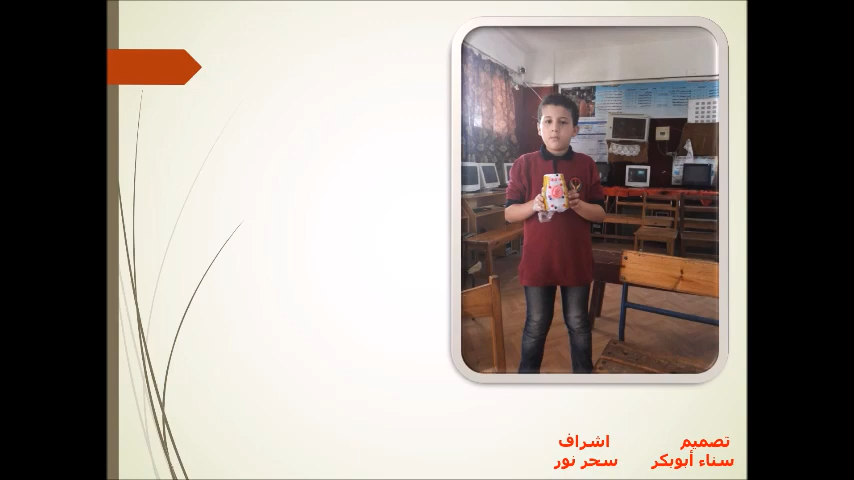 تصميم
سناء أبوبكر
اشراف
سحر نور